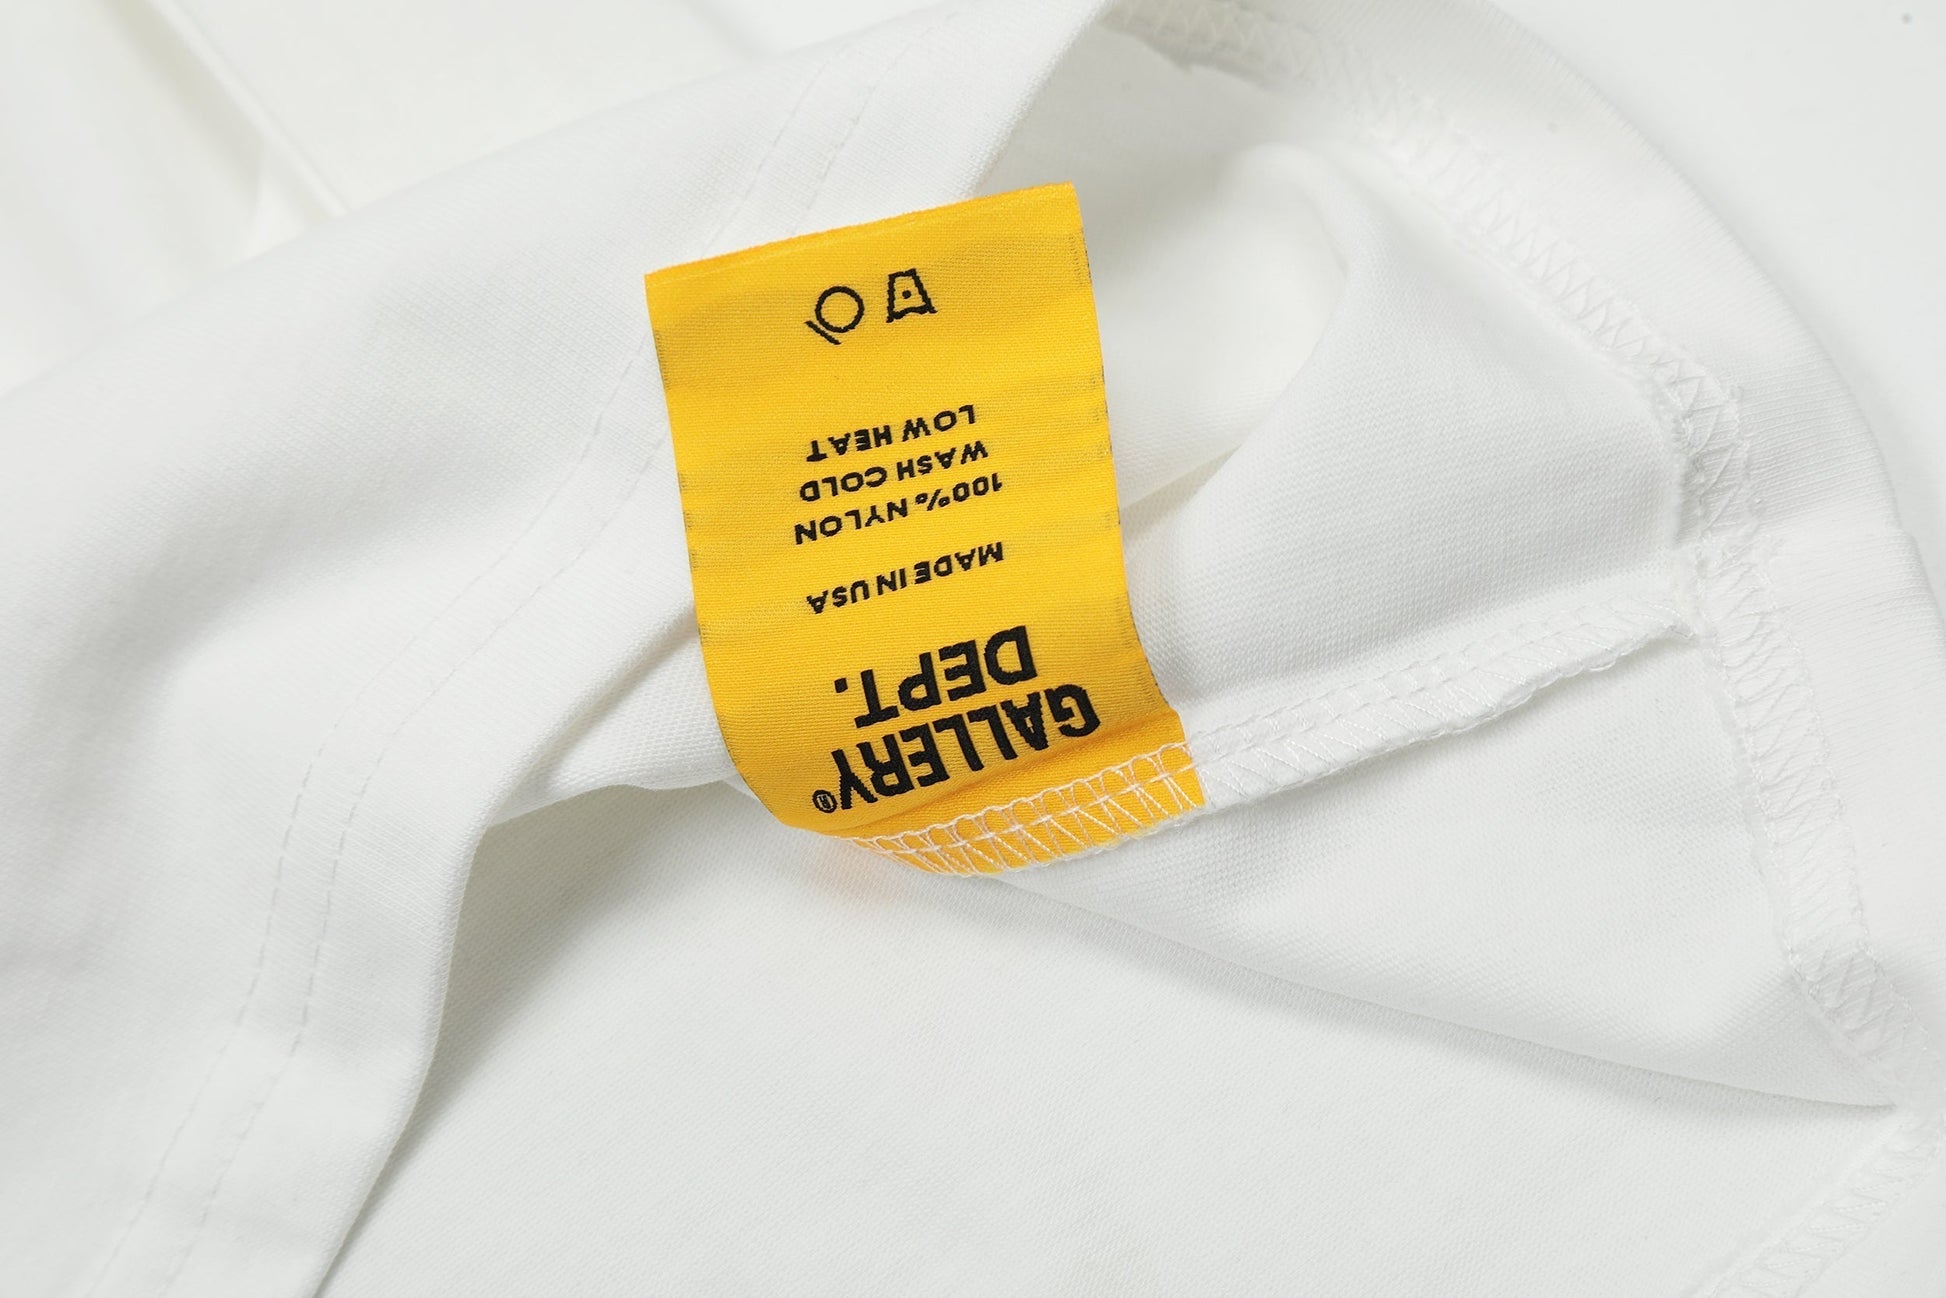 GALLERY®
DEPT.
MADE IN USA
100% NYLON
WASH COLD
LOW HEAT